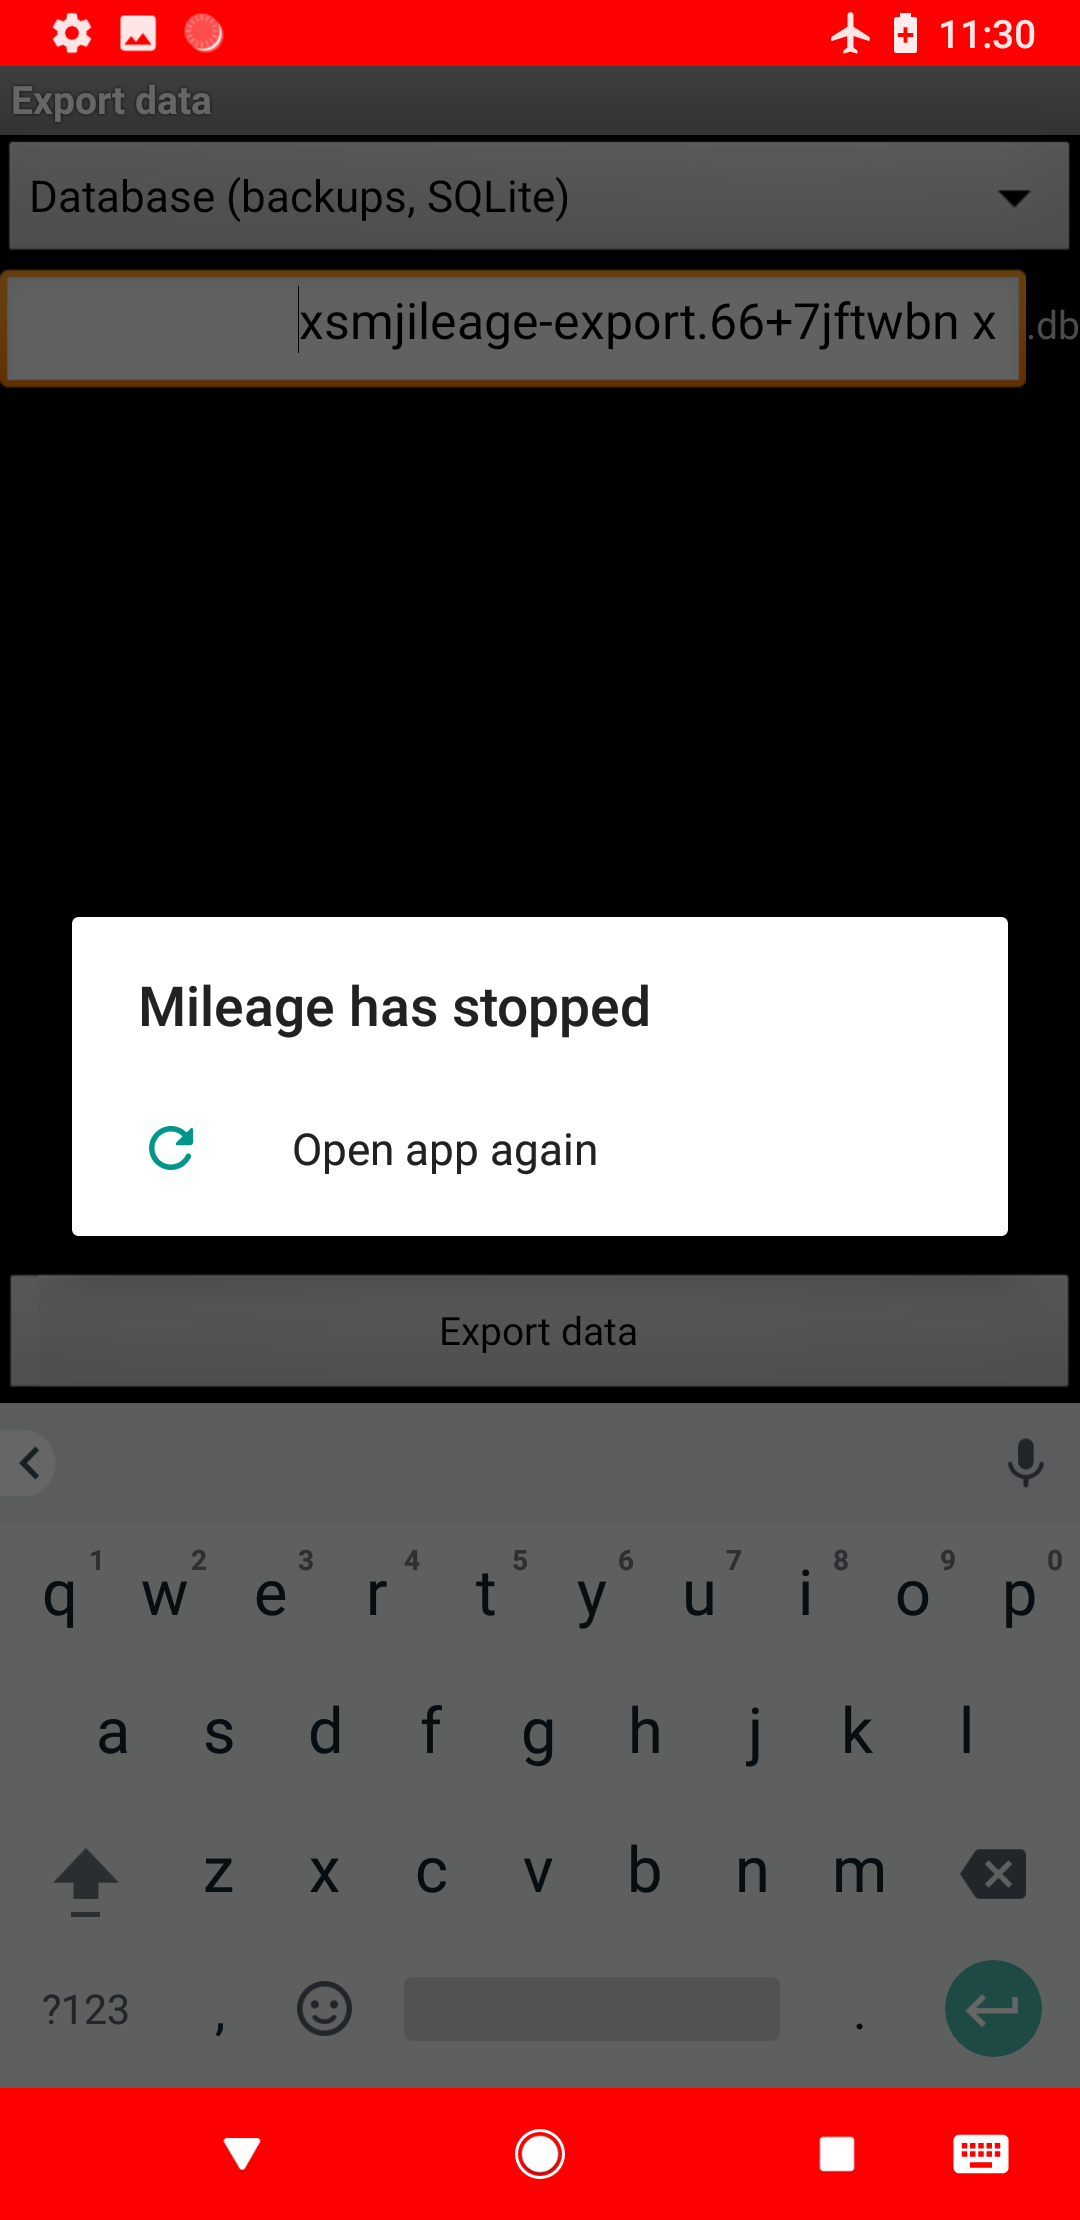 11:30
Export data
Database (backups, SQLite)
xsmjileage-export.66+7jftwbn x .db
Mileage has stopped
Open app again
Export data
1 2 3 4 5 6 7 8 9 0
q w e r t y u i o p
a s d f g h j k l
z x c v b n m
?123 , .